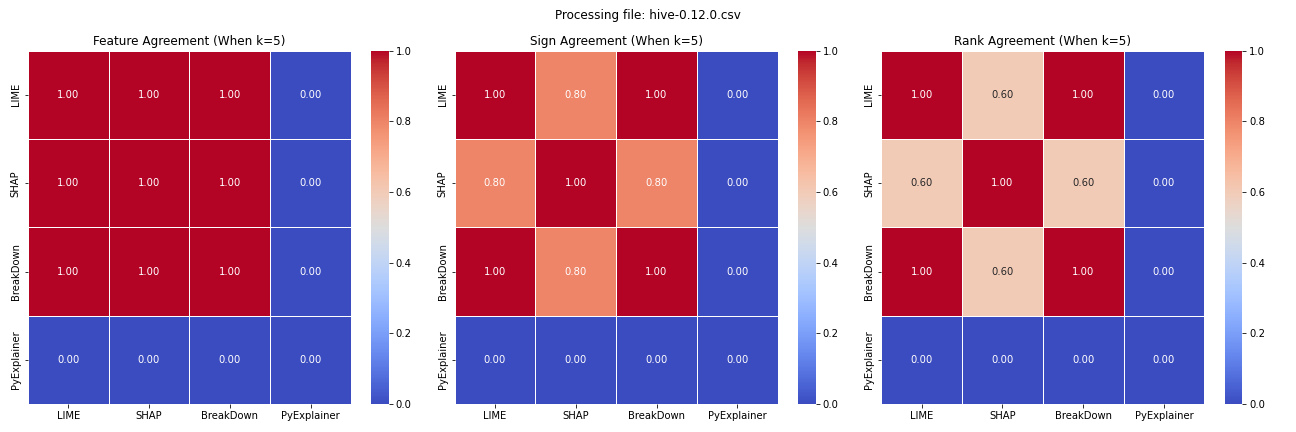 Processing file: hive-0.12.0.csv
Feature Agreement (When k=5)
LIME 1.00 1.00 1.00 0.00
SHAP 1.00 1.00 1.00 0.00
BreakDown 1.00 1.00 1.00 0.00
PyExplainer 0.00 0.00 0.00 0.00
LIME SHAP BreakDown PyExplainer
1.0
0.8
0.6
0.4
0.2
0.0
Sign Agreement (When k=5)
LIME 1.00 0.80 1.00 0.00
SHAP 0.80 1.00 0.80 0.00
BreakDown 1.00 0.80 1.00 0.00
PyExplainer 0.00 0.00 0.00 0.00
LIME SHAP BreakDown PyExplainer
1.0
0.8
0.6
0.4
0.2
0.0
Rank Agreement (When k=5)
LIME 1.00 0.60 1.00 0.00
SHAP 0.60 1.00 0.60 0.00
BreakDown 1.00 0.60 1.00 0.00
PyExplainer 0.00 0.00 0.00 0.00
LIME SHAP BreakDown PyExplainer
1.0
0.8
0.6
0.4
0.2
0.0